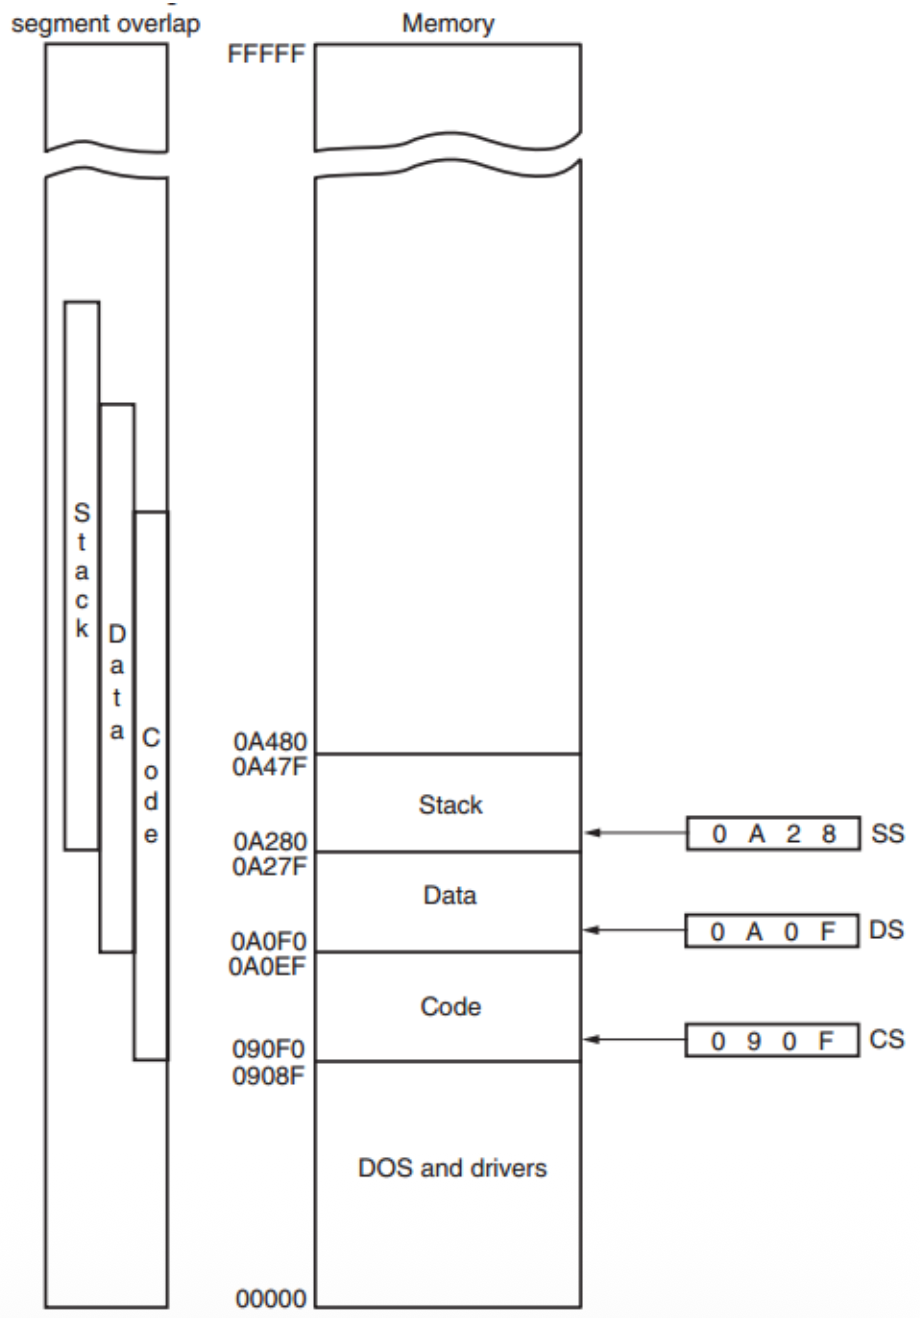 segment overlap
Memory
FFFFF
Stack
Data
Code
0A480
0A47F
Stack
0A280
0A 2 8 SS
0A27F
Data
0A0F0
0 A 0 F DS
0A0EF
Code
090F0
0 9 0 F CS
0908F
DOS and drivers
00000